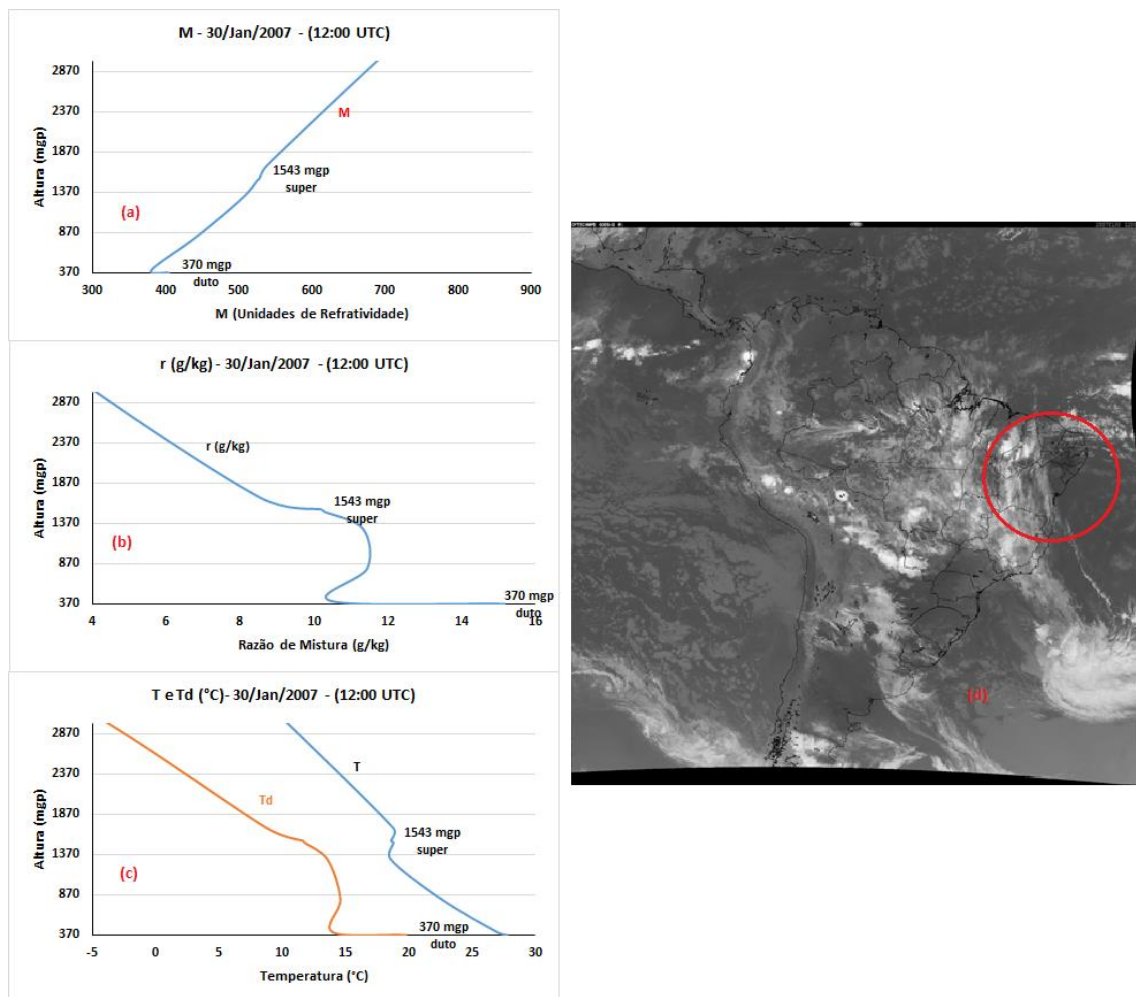 M - 30/Jan/2007 - (12:00 UTC)
Altura (mgp)
2870
2370
1870
1370
870
370
M
1543 mgp
super
(a)
370 mgp
duto
300 400 500 600 700 800 900
M (Unidades de Refratividade)
r (g/kg) - 30/Jan/2007 - (12:00 UTC)
Altura (mgp)
2870
2370
1870
1370
870
370
r (g/kg)
1543 mgp
super
(b)
370 mgp
duto
4 6 8 10 12 14 16
Razão de Mistura (g/kg)
T e Td (°C)- 30/Jan/2007 - (12:00 UTC)
Altura (mgp)
2870
2370
1870
1370
870
370
T
Td
1543 mgp
super
(c)
370 mgp
duto
-5 0 5 10 15 20 25 30
Temperatura (°C)
(d)